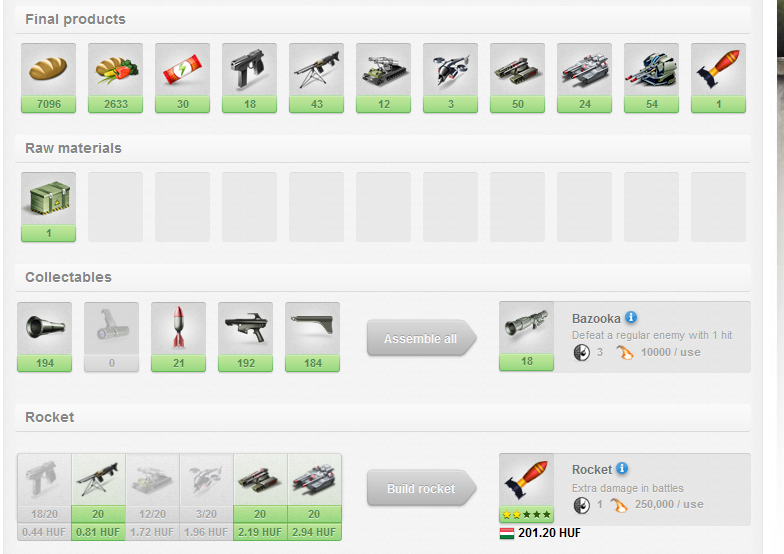 Final products
7096 2633 30 18 43 12 3 50 24 54 1
Raw materials
1
Collectables
194 0 21 192 184
Assemble all
18
Bazooka i
Defeat a regular enemy with 1 hit
3 10000 / use
Rocket
18/20 20 12/20 3/20 20 20
0.44 HUF 0.81 HUF 1.72 HUF 1.96 HUF 2.19 HUF 2.94 HUF
Build rocket
Rocket i
Extra damage in battles
1 250,000 / use
201.20 HUF